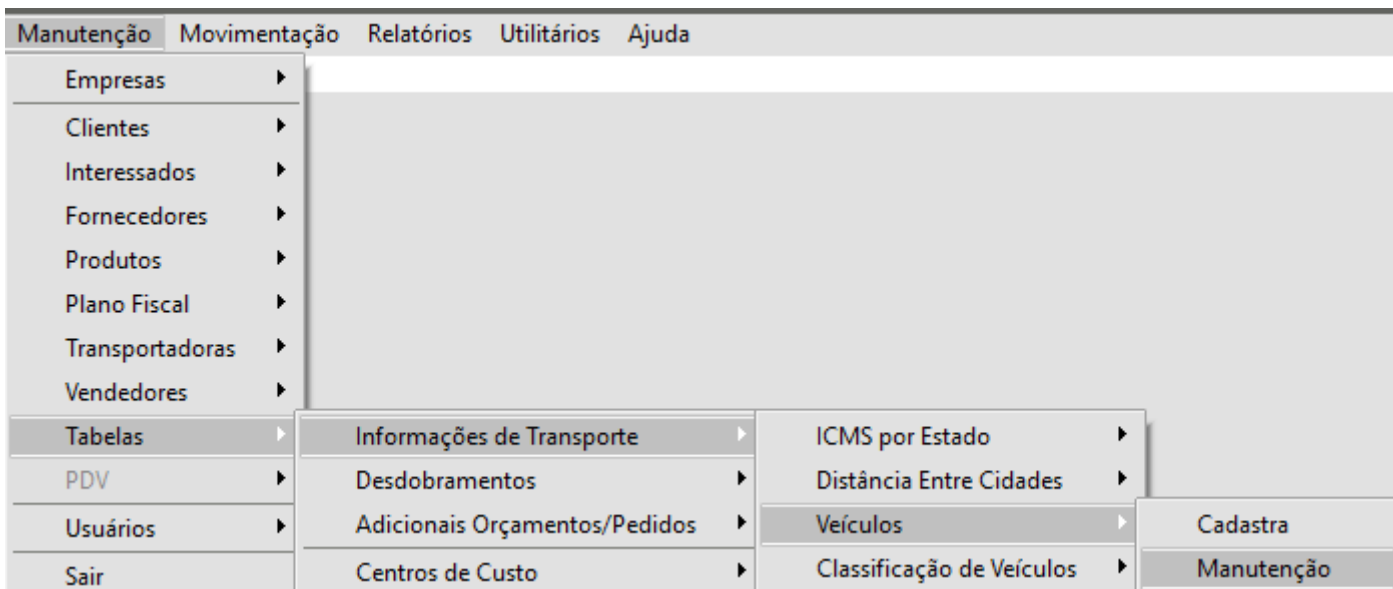 Manutenção Movimentação Relatórios Utilitários Ajuda
Empresas
Clientes
Interessados
Fornecedores
Produtos
Plano Fiscal
Transportadoras
Vendedores
Tabelas Informações de Transporte ICMS por Estado
PDV Desdobramentos Distância Entre Cidades
Usuários Adicionais Orçamentos/Pedidos Veículos Cadastra
Sair Centros de Custo Classificação de Veículos Manutenção